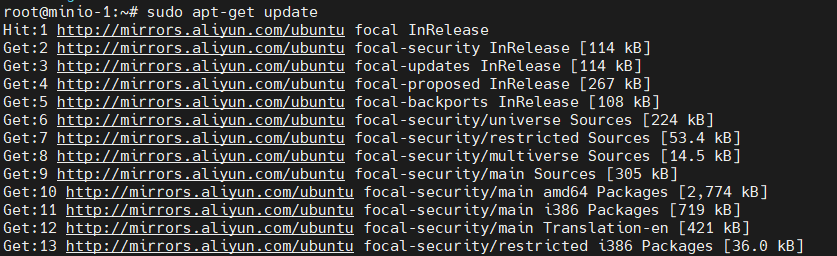 root@minio-1:~# sudo apt-get update
Hit:1 http://mirrors.aliyun.com/ubuntu focal InRelease
Get:2 http://mirrors.aliyun.com/ubuntu focal-security InRelease [114 kB]
Get:3 http://mirrors.aliyun.com/ubuntu focal-updates InRelease [114 kB]
Get:4 http://mirrors.aliyun.com/ubuntu focal-proposed InRelease [267 kB]
Get:5 http://mirrors.aliyun.com/ubuntu focal-backports InRelease [108 kB]
Get:6 http://mirrors.aliyun.com/ubuntu focal-security/universe Sources [224 kB]
Get:7 http://mirrors.aliyun.com/ubuntu focal-security/restricted Sources [53.4 kB]
Get:8 http://mirrors.aliyun.com/ubuntu focal-security/multiverse Sources [14.5 kB]
Get:9 http://mirrors.aliyun.com/ubuntu focal-security/main Sources [305 kB]
Get:10 http://mirrors.aliyun.com/ubuntu focal-security/main amd64 Packages [2,774 kB]
Get:11 http://mirrors.aliyun.com/ubuntu focal-security/main i386 Packages [719 kB]
Get:12 http://mirrors.aliyun.com/ubuntu focal-security/main Translation-en [421 kB]
Get:13 http://mirrors.aliyun.com/ubuntu focal-security/restricted i386 Packages [36.0 kB]